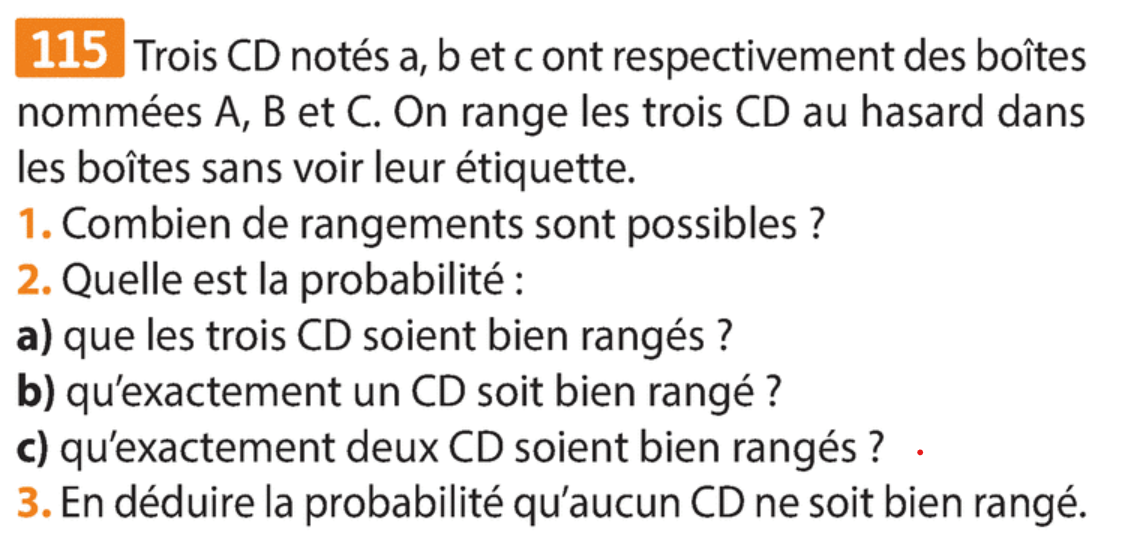 115 Trois CD notés a, b et c ont respectivement des boîtes
nommées A, B et C. On range les trois CD au hasard dans
les boîtes sans voir leur étiquette.
1. Combien de rangements sont possibles ?
2. Quelle est la probabilité :
a) que les trois CD soient bien rangés ?
b) qu’exactement un CD soit bien rangé ?
c) qu’exactement deux CD soient bien rangés ?
3. En déduire la probabilité qu’aucun CD ne soit bien rangé.